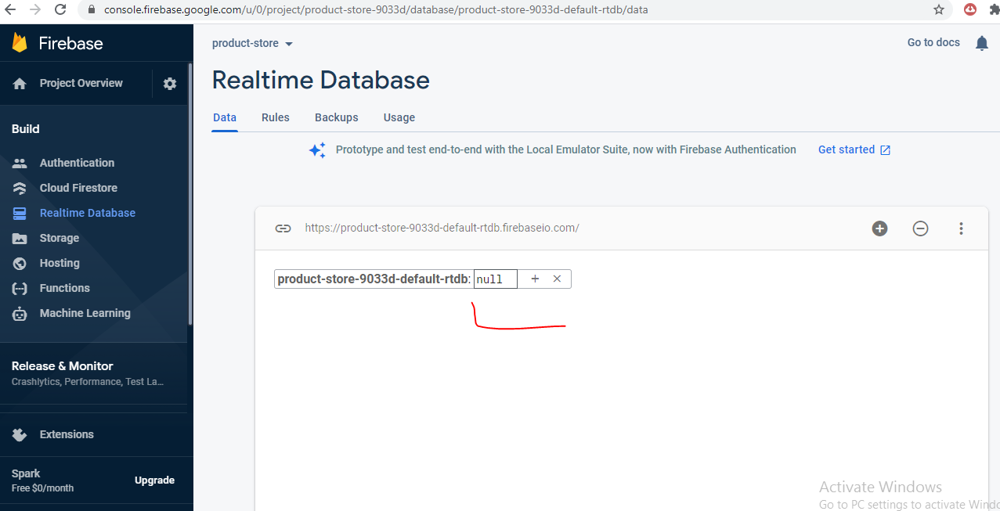 console.firebase.google.com/u/0/project/product-store-9033d/database/product-store-9033d-default-rtdb/data
Firebase
product-store
Go to docs
Project Overview
Realtime Database
Build
Data Rules Backups Usage
Prototype and test end-to-end with the Local Emulator Suite, now with Firebase Authentication Get started
Authentication
Cloud Firestore
Realtime Database
Storage
Hosting
Functions
Machine Learning
https://product-store-9033d-default-rtdb.firebaseio.com/
product-store-9033d-default-rtdb: null + ×
Release & Monitor
Crashlytics, Performance, Test La...
Extensions
Spark
Free $0/month
Upgrade
Activate Windows
Go to PC settings to activate Windo